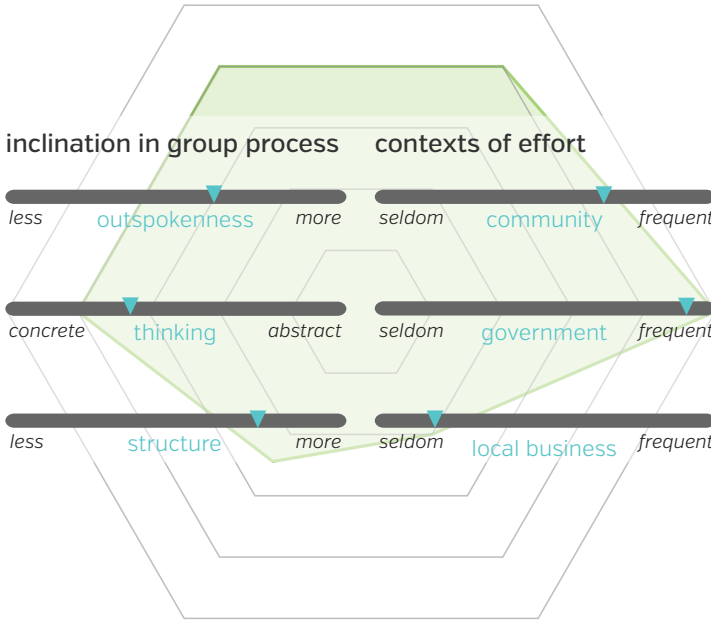 inclination in group process
less outspokenness more
concrete thinking abstract
less structure more
contexts of effort
seldom community frequent
seldom government frequent
seldom local business frequent